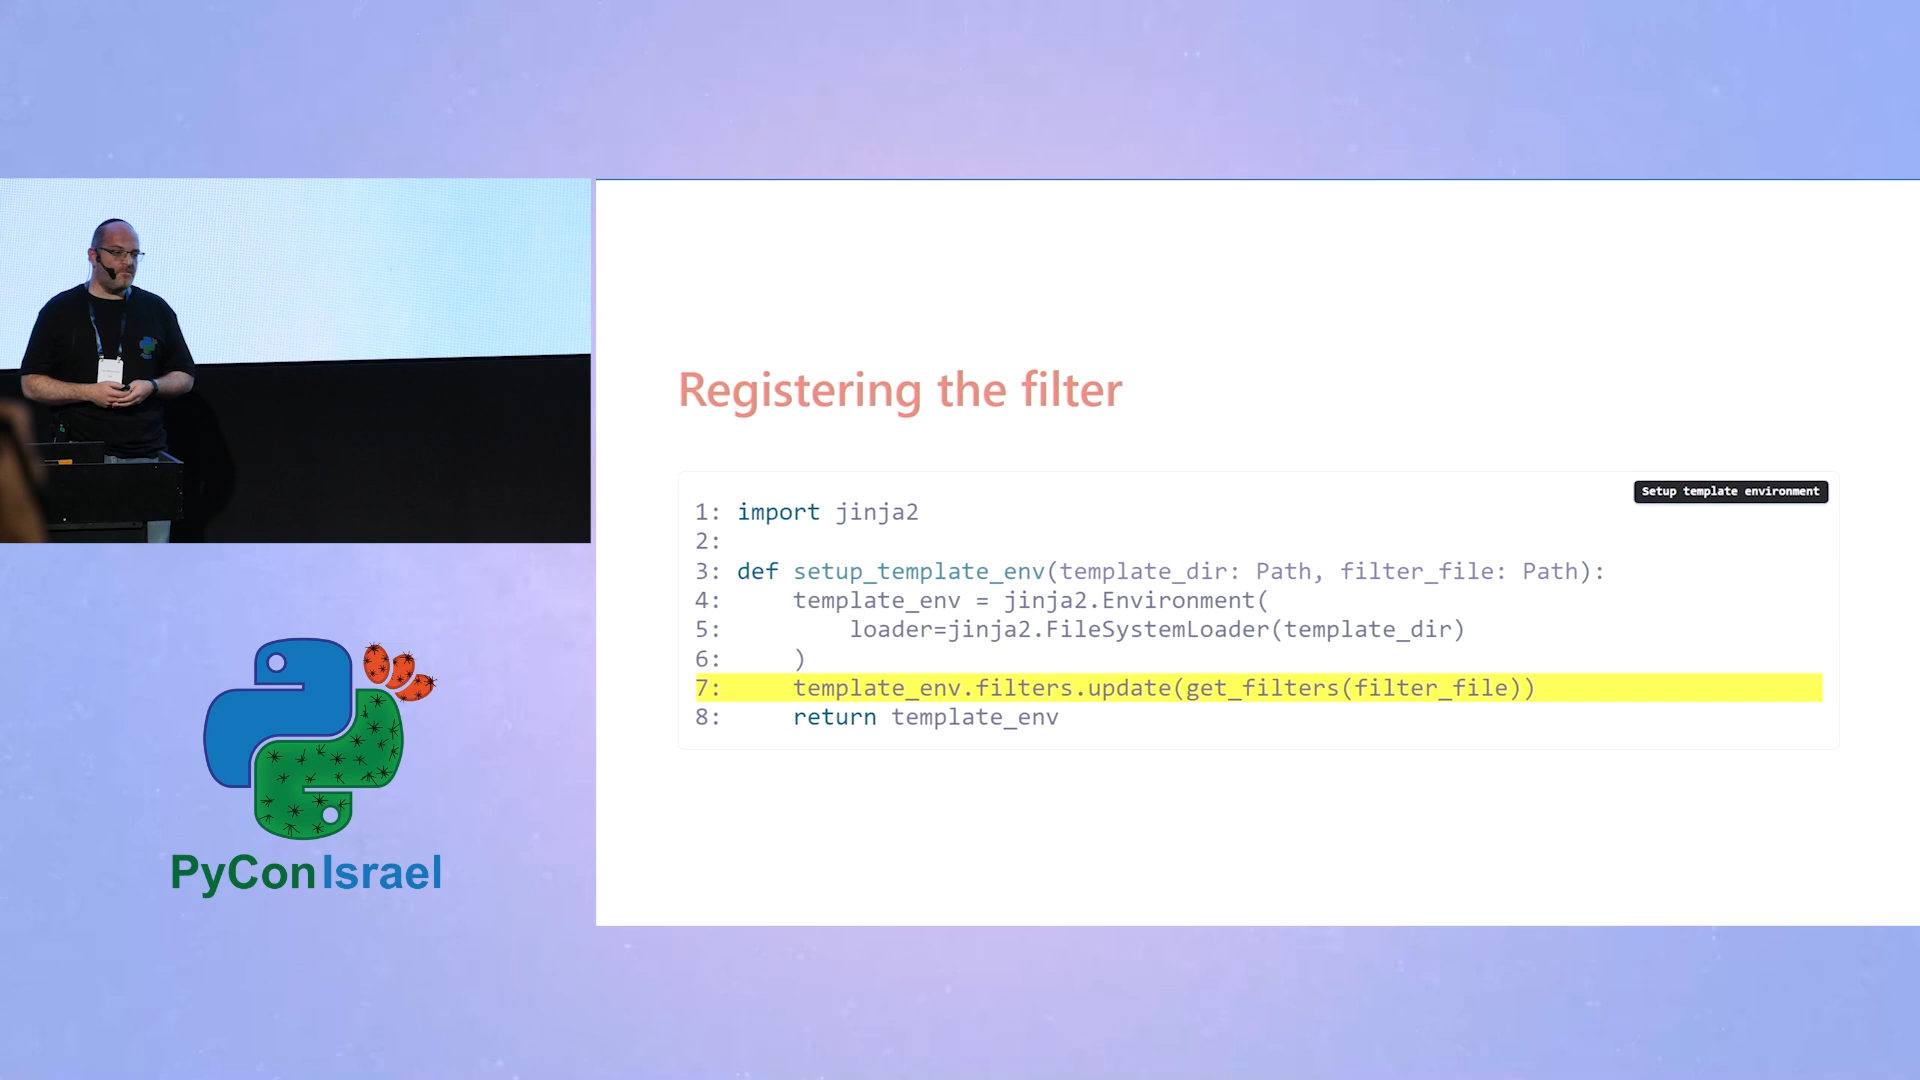 Registering the filter
Setup template environment
1: import jinja2
2:
3: def setup_template_env(template_dir: Path, filter_file: Path):
4:     template_env = jinja2.Environment(
5:         loader=jinja2.FileSystemLoader(template_dir)
6:     )
7:     template_env.filters.update(get_filters(filter_file))
8:     return template_env
PyConIsrael